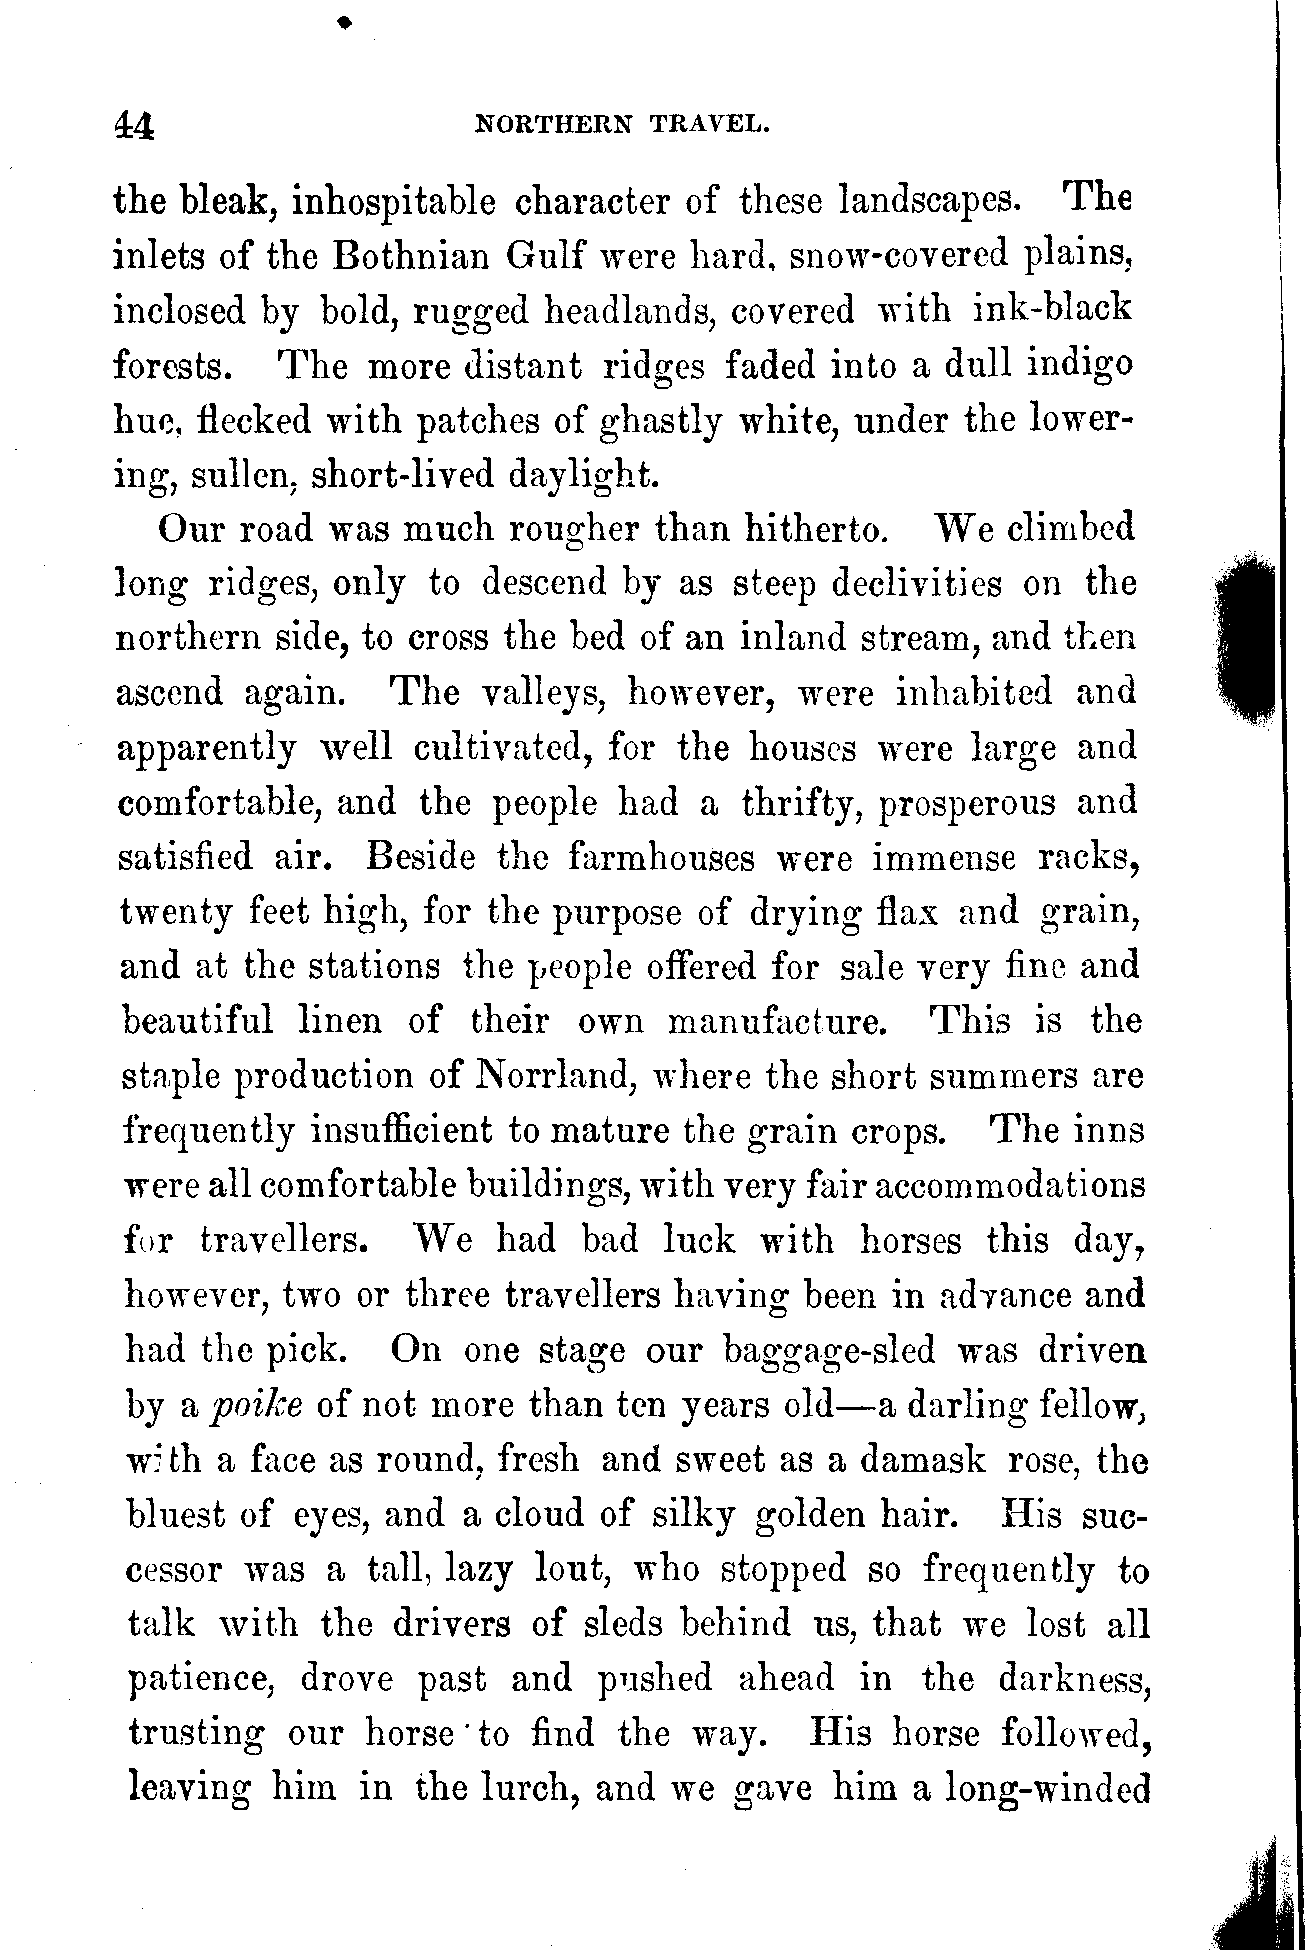 44 NORTHERN TRAVEL.
the bleak, inhospitable character of these landscapes. The
inlets of the Bothnian Gulf were hard, snow-covered plains,
inclosed by bold, rugged headlands, covered with ink-black
forests. The more distant ridges faded into a dull indigo
hue, flecked with patches of ghastly white, under the lower-
ing, sullen, short-lived daylight.
Our road was much rougher than hitherto. We climbed
long ridges, only to descend by as steep declivities on the
northern side, to cross the bed of an inland stream, and then
ascend again. The valleys, however, were inhabited and
apparently well cultivated, for the houses were large and
comfortable, and the people had a thrifty, prosperous and
satisfied air. Beside the farmhouses were immense racks,
twenty feet high, for the purpose of drying flax and grain,
and at the stations the people offered for sale very fine and
beautiful linen of their own manufacture. This is the
staple production of Norrland, where the short summers are
frequently insufficient to mature the grain crops. The inns
were all comfortable buildings, with very fair accommodations
for travellers. We had bad luck with horses this day,
however, two or three travellers having been in advance and
had the pick. On one stage our baggage-sled was driven
by a poike of not more than ten years old—a darling fellow,
with a face as round, fresh and sweet as a damask rose, the
bluest of eyes, and a cloud of silky golden hair. His suc-
cessor was a tall, lazy lout, who stopped so frequently to
talk with the drivers of sleds behind us, that we lost all
patience, drove past and pushed ahead in the darkness,
trusting our horse to find the way. His horse followed,
leaving him in the lurch, and we gave him a long-winded